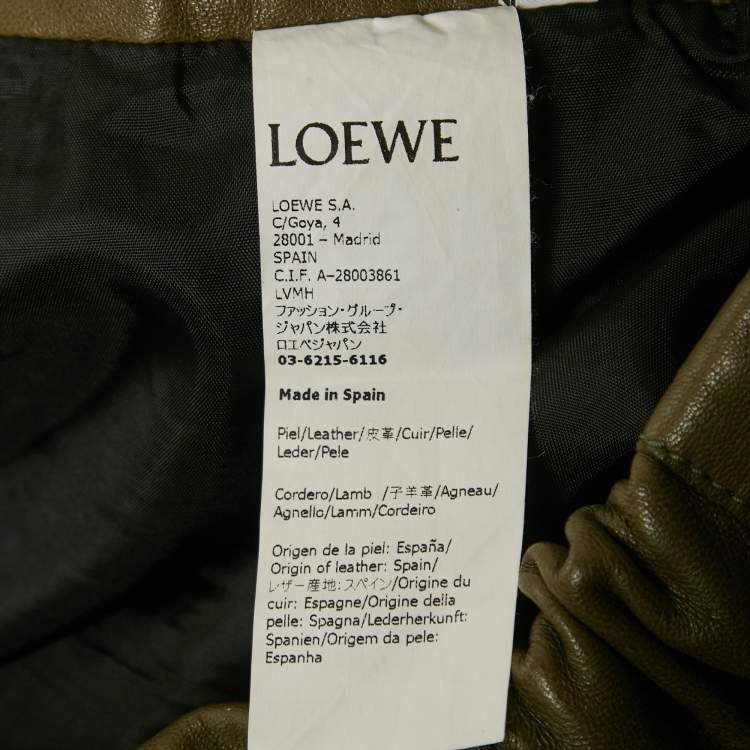 LOEWE
LOEWE S.A.
C/Goya, 4
28001 – Madrid
SPAIN
C.I.F. A–28003861
LVMH
ファッション・グループ・
ジャパン株式会社
ロエベジャパン
03-6215-6116
Made in Spain
Piel/Leather/皮革/Cuir/Pelle/
Leder/Pele
Cordero/Lamb /子羊革/Agneau/
Agnello/Lamm/Cordeiro
Origen de la piel: España/
Origin of leather: Spain/
レザー産地:スペイン/Origine du
cuir: Espagne/Origine della
pelle: Spagna/Lederherkunft:
Spanien/Origem da pele:
Espanha